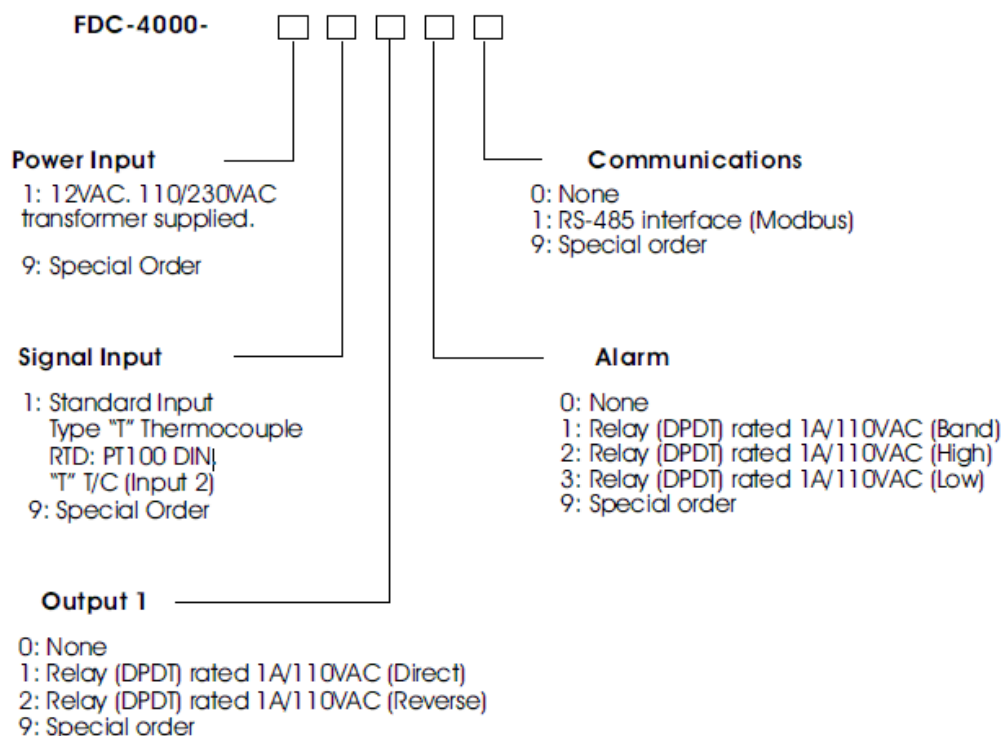 FDC-4000-
Power Input
1: 12VAC. 110/230VAC
transformer supplied.
9: Special Order
Communications
0: None
1: RS-485 interface (Modbus)
9: Special order
Signal Input
1: Standard Input
Type "T" Thermocouple
RTD: PT100 DIN
"T" T/C (Input 2)
9: Special Order
Alarm
0: None
1: Relay (DPDT) rated 1A/110VAC (Band)
2: Relay (DPDT) rated 1A/110VAC (High)
3: Relay (DPDT) rated 1A/110VAC (Low)
9: Special order
Output 1
0: None
1: Relay (DPDT) rated 1A/110VAC (Direct)
2: Relay (DPDT) rated 1A/110VAC (Reverse)
9: Special order